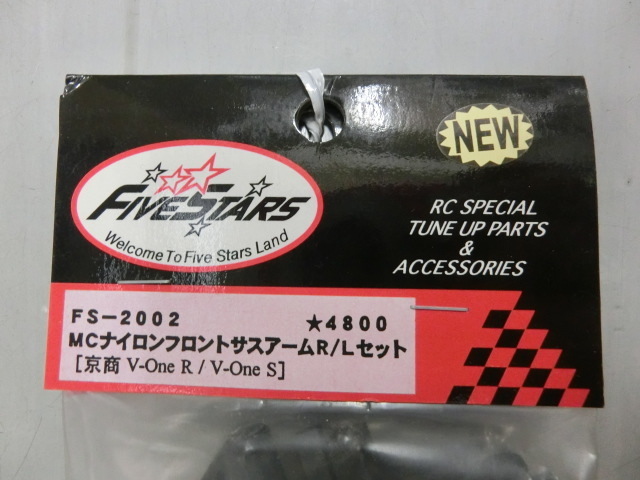 NEW
FIVESTARS
Welcome To Five Stars Land
RC SPECIAL
TUNE UP PARTS
&
ACCESSORIES
FS-2002 ★4800
MCナイロンフロントサスアームR/Lセット
[京商 V-One R / V-One S]